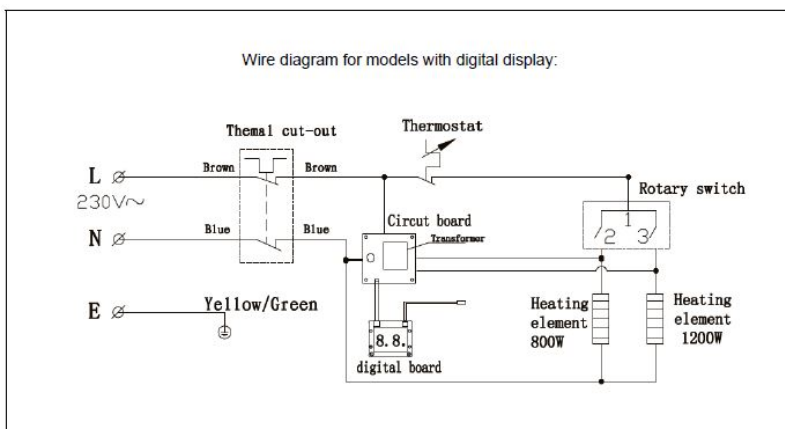 Wire diagram for models with digital display:
Themal cut-out
Thermostat
L
Brown
Brown
230V~
Rotary switch
1
2
3
N
Blue
Blue
Circut board
Transformer
E
Yellow/Green
Heating
element
800W
Heating
element
1200W
8.8.
digital board